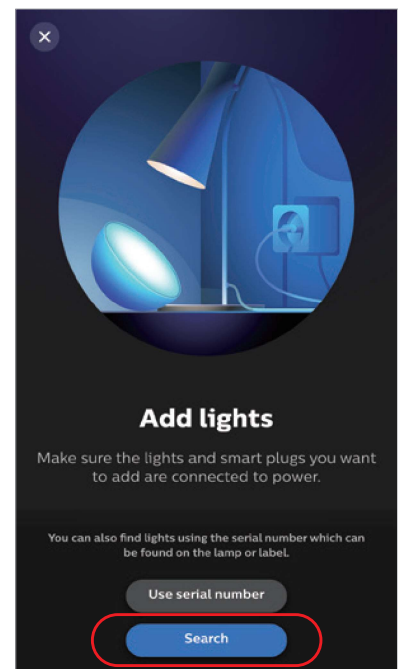 Add lights
Make sure the lights and smart plugs you want
to add are connected to power.
You can also find lights using the serial number which can
be found on the lamp or label.
Use serial number
Search